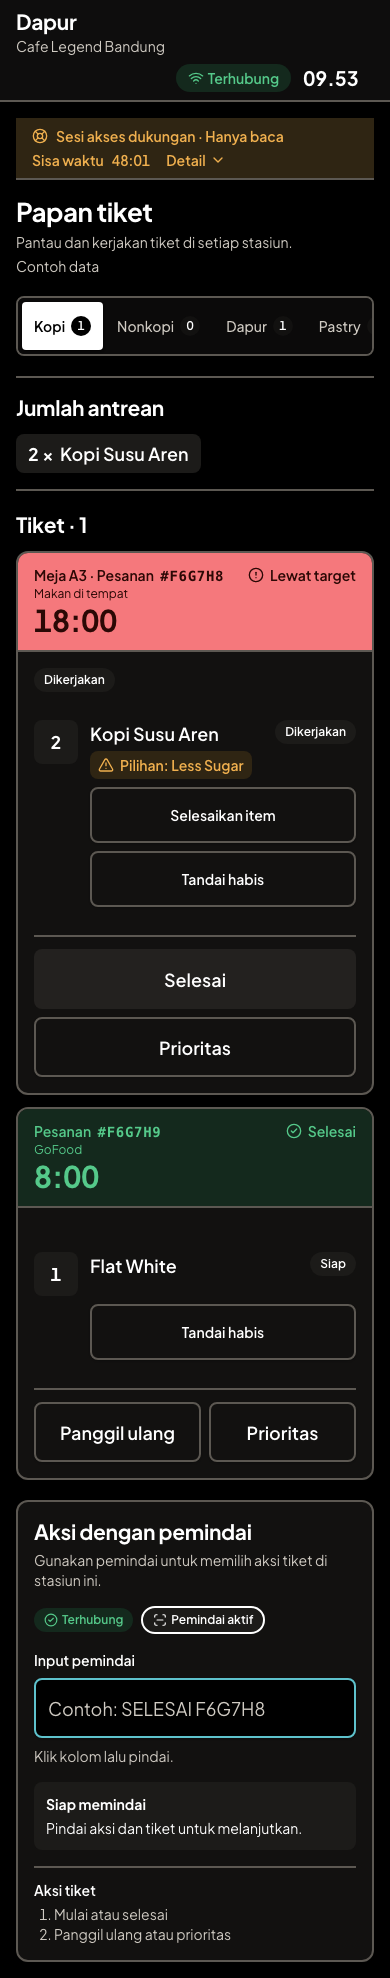 Dapur
Cafe Legend Bandung
Terhubung 09.53
Sesi akses dukungan · Hanya baca
Sisa waktu 48:01 Detail
Papan tiket
Pantau dan kerjakan tiket di setiap stasiun.
Contoh data
Kopi 1 Nonkopi 0 Dapur 1 Pastry
Jumlah antrean
2 × Kopi Susu Aren
Tiket · 1
Meja A3 · Pesanan #F6G7H8 Lewat target
Makan di tempat
18:00
Dikerjakan
2 Kopi Susu Aren Dikerjakan
Pilihan: Less Sugar
Selesaikan item
Tandai habis
Selesai
Prioritas
Pesanan #F6G7H9 Selesai
GoFood
8:00
1 Flat White Siap
Tandai habis
Panggil ulang Prioritas
Aksi dengan pemindai
Gunakan pemindai untuk memilih aksi tiket di
stasiun ini.
Terhubung Pemindai aktif
Input pemindai
Contoh: SELESAI F6G7H8
Klik kolom lalu pindai.
Siap memindai
Pindai aksi dan tiket untuk melanjutkan.
Aksi tiket
1. Mulai atau selesai
2. Panggil ulang atau prioritas